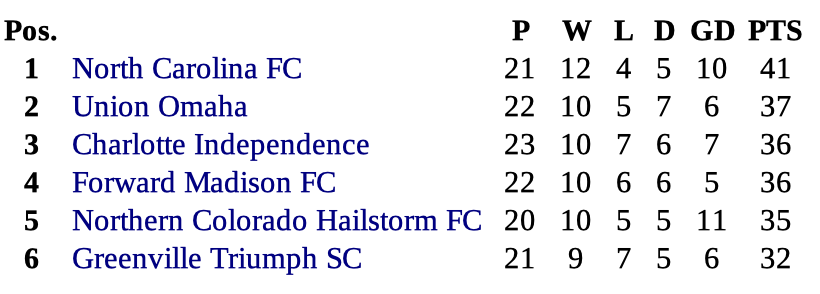 Pos. P W L D GD PTS
1 North Carolina FC 21 12 4 5 10 41
2 Union Omaha 22 10 5 7 6 37
3 Charlotte Independence 23 10 7 6 7 36
4 Forward Madison FC 22 10 6 6 5 36
5 Northern Colorado Hailstorm FC 20 10 5 5 11 35
6 Greenville Triumph SC 21 9 7 5 6 32